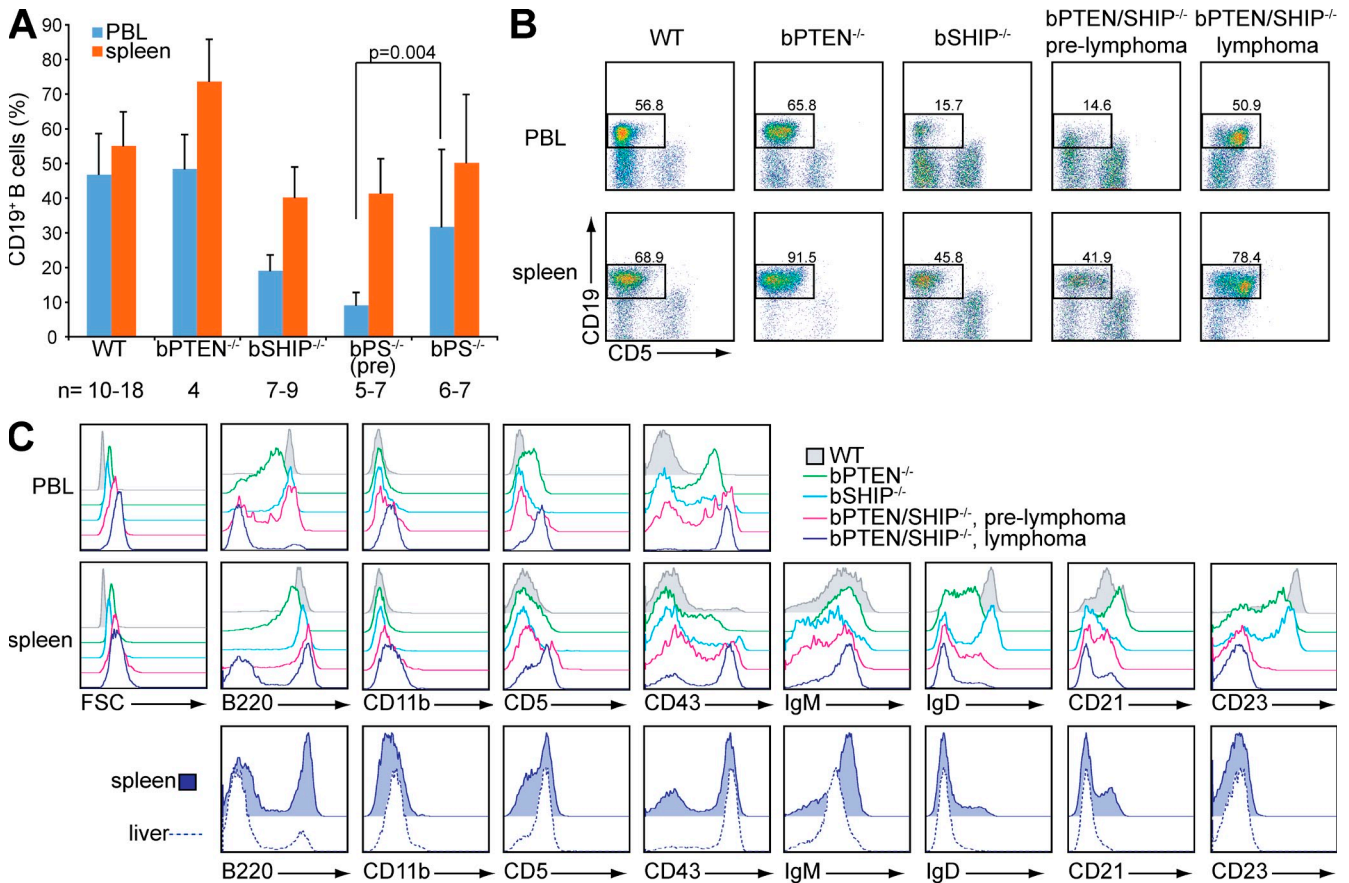 A
CD19⁺ B cells (%)
90
80
70
60
50
40
30
20
10
0
PBL
spleen
p=0.004
WT bPTEN⁻/⁻ bSHIP⁻/⁻ bPS⁻/⁻ bPS⁻/⁻
(pre)
n= 10-18 4 7-9 5-7 6-7
B
WT bPTEN⁻/⁻ bSHIP⁻/⁻ bPTEN/SHIP⁻/⁻ bPTEN/SHIP⁻/⁻
pre-lymphoma lymphoma
PBL
56.8 65.8 15.7 14.6 50.9
spleen
68.9 91.5 45.8 41.9 78.4
CD19
CD5
C
PBL
WT
bPTEN⁻/⁻
bSHIP⁻/⁻
bPTEN/SHIP⁻/⁻, pre-lymphoma
bPTEN/SHIP⁻/⁻, lymphoma
spleen
FSC B220 CD11b CD5 CD43 IgM IgD CD21 CD23
spleen
liver
B220 CD11b CD5 CD43 IgM IgD CD21 CD23